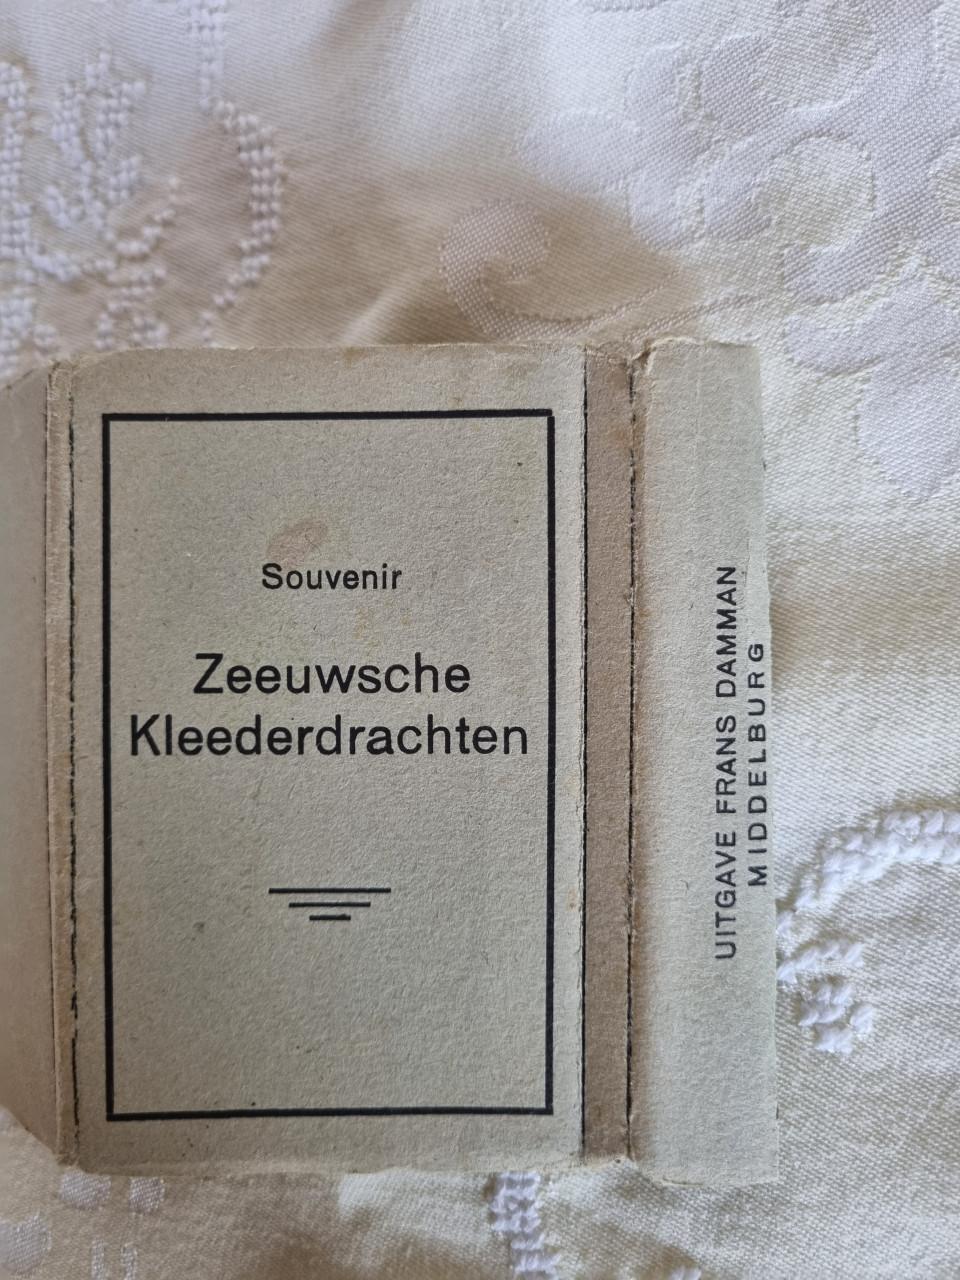 Souvenir
Zeeuwsche
Kleederdrachten
UITGAVE FRANS DAMMAN
MIDDELBURG